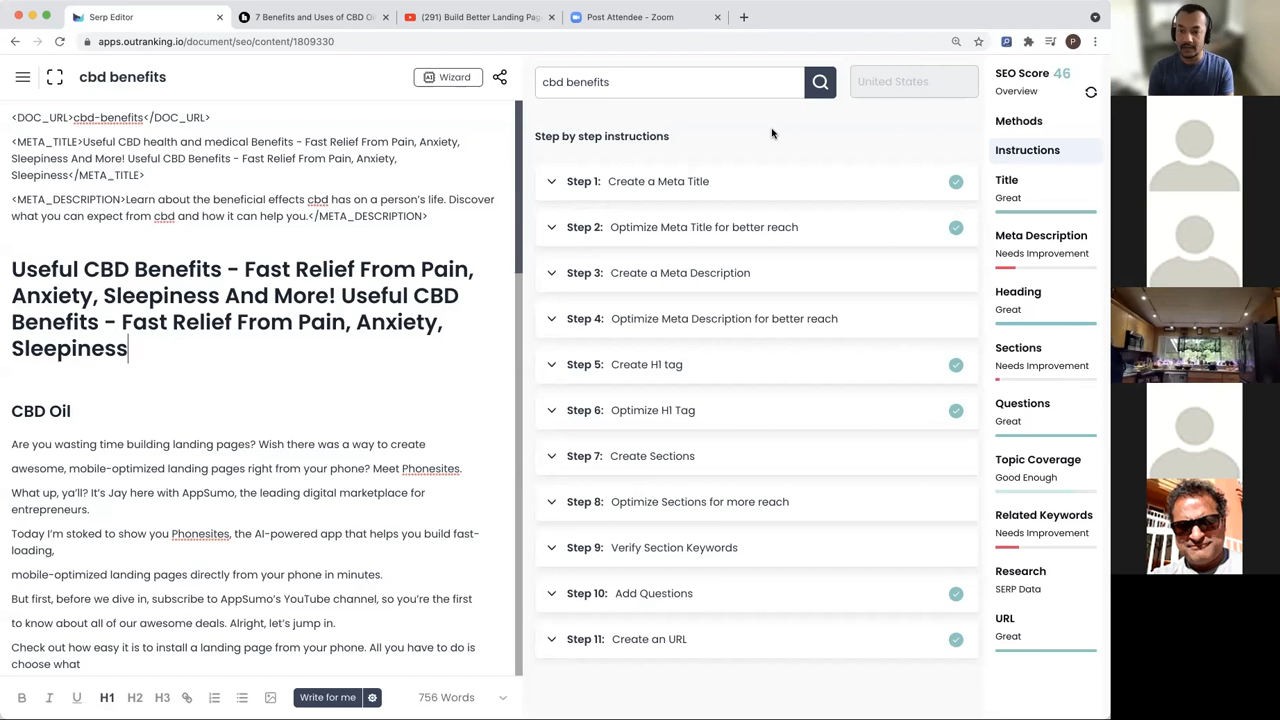 Serp Editor
7 Benefits and Uses of CBD Oi
(291) Build Better Landing Page
Post Attendee - Zoom
apps.outranking.io/document/seo/content/1809330
P
cbd benefits
AI Wizard
<DOC_URL>cbd-benefits</DOC_URL>
<META_TITLE>Useful CBD health and medical Benefits - Fast Relief From Pain, Anxiety,
Sleepiness And More! Useful CBD Benefits - Fast Relief From Pain, Anxiety,
Sleepiness</META_TITLE>
<META_DESCRIPTION>Learn about the beneficial effects cbd has on a person's life. Discover
what you can expect from cbd and how it can help you.</META_DESCRIPTION>
Useful CBD Benefits - Fast Relief From Pain,
Anxiety, Sleepiness And More! Useful CBD
Benefits - Fast Relief From Pain, Anxiety,
Sleepiness
CBD Oil
Are you wasting time building landing pages? Wish there was a way to create
awesome, mobile-optimized landing pages right from your phone? Meet Phonesites.
What up, ya'll? It's Jay here with AppSumo, the leading digital marketplace for
entrepreneurs.
Today I'm stoked to show you Phonesites, the AI-powered app that helps you build fast-
loading,
mobile-optimized landing pages directly from your phone in minutes.
But first, before we dive in, subscribe to AppSumo's YouTube channel, so you're the first
to know about all of our awesome deals. Alright, let's jump in.
Check out how easy it is to install a landing page from your phone. All you have to do is
choose what
B I U H1 H2 H3
Write for me
756 Words
cbd benefits
United States
Step by step instructions
Step 1: Create a Meta Title
Step 2: Optimize Meta Title for better reach
Step 3: Create a Meta Description
Step 4: Optimize Meta Description for better reach
Step 5: Create H1 tag
Step 6: Optimize H1 Tag
Step 7: Create Sections
Step 8: Optimize Sections for more reach
Step 9: Verify Section Keywords
Step 10: Add Questions
Step 11: Create an URL
SEO Score 46
Overview
Methods
Instructions
Title
Great
Meta Description
Needs Improvement
Heading
Great
Sections
Needs Improvement
Questions
Great
Topic Coverage
Good Enough
Related Keywords
Needs Improvement
Research
SERP Data
URL
Great